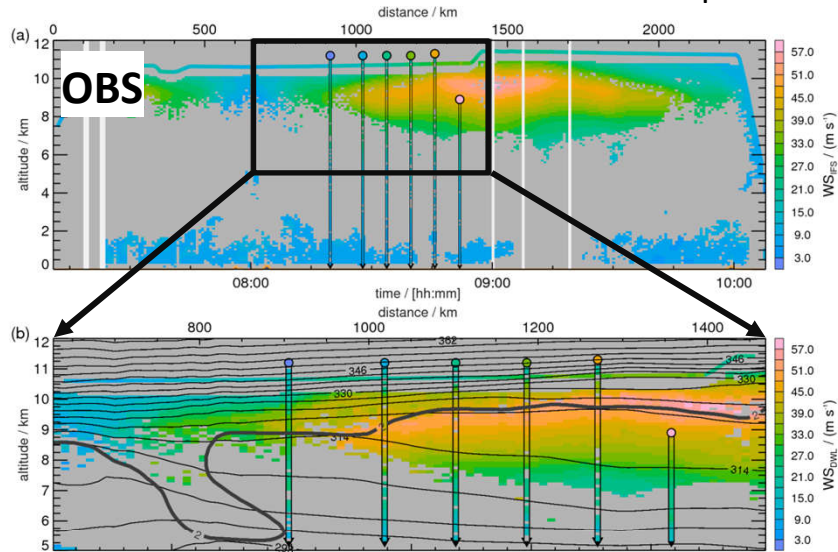 distance / km
0 500 1000 1500 2000
(a)
OBS
12
10
8
6
4
2
0
altitude / km
08:00 09:00 10:00
time / [hh:mm]
57.0
51.0
45.0
39.0
33.0
27.0
21.0
15.0
9.0
3.0
WS_IFS / (m s⁻¹)
distance / km
(b)
800 1000 1200 1400
12
11
10
9
8
7
6
5
altitude / km
362
346 346
330 330
314 314
2 2 2
57.0
51.0
45.0
39.0
33.0
27.0
21.0
15.0
9.0
3.0
WS_DWL / (m s⁻¹)